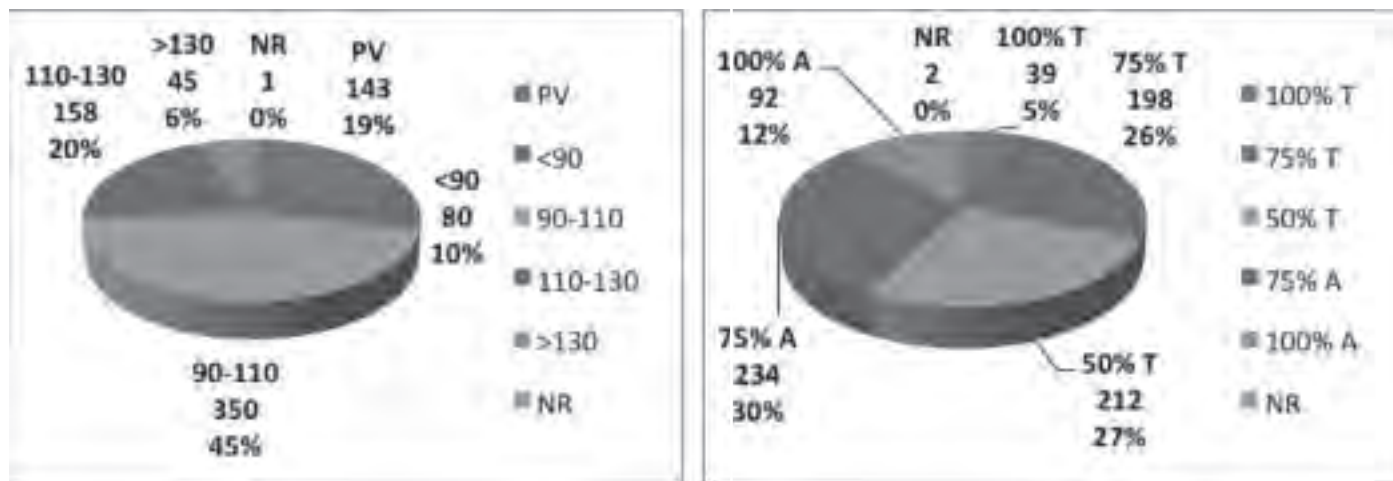 >130
45
6%
NR
1
0%
PV
143
19%
110-130
158
20%
<90
80
10%
90-110
350
45%
PV
<90
90-110
110-130
>130
NR
100% A
92
12%
NR
2
0%
100% T
39
5%
75% T
198
26%
75% A
234
30%
50% T
212
27%
100% T
75% T
50% T
75% A
100% A
NR